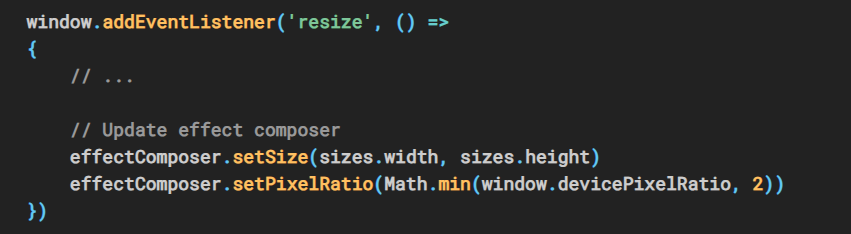 window.addEventListener('resize', () =>
{
    // ...

    // Update effect composer
    effectComposer.setSize(sizes.width, sizes.height)
    effectComposer.setPixelRatio(Math.min(window.devicePixelRatio, 2))
})